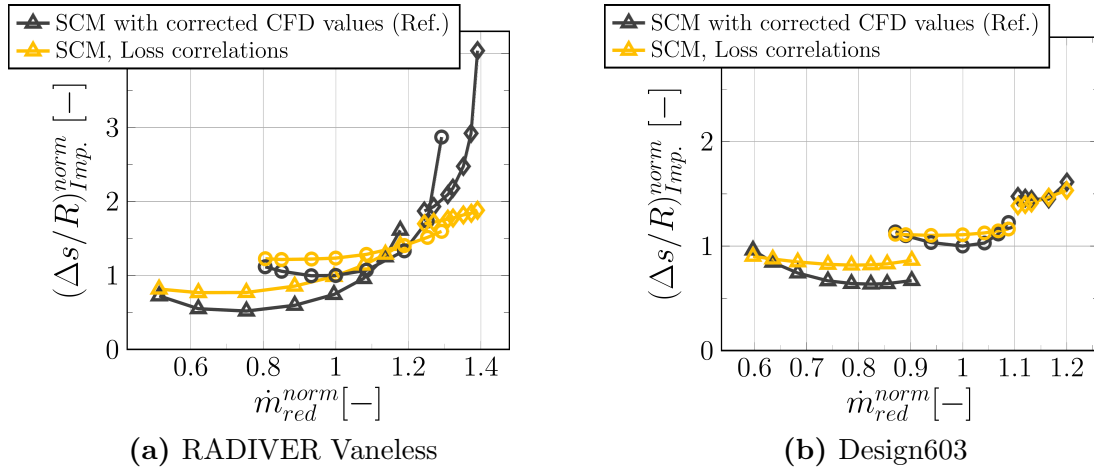 SCM with corrected CFD values (Ref.)
SCM, Loss correlations
(Δs/R)^{norm}_{Imp.} [−]
3
2
1
0
0.6 0.8 1 1.2 1.4
ṁ^{norm}_{red}[−]
(a) RADIVER Vaneless
SCM with corrected CFD values (Ref.)
SCM, Loss correlations
(Δs/R)^{norm}_{Imp.} [−]
2
1
0
0.6 0.7 0.8 0.9 1 1.1 1.2
ṁ^{norm}_{red}[−]
(b) Design603